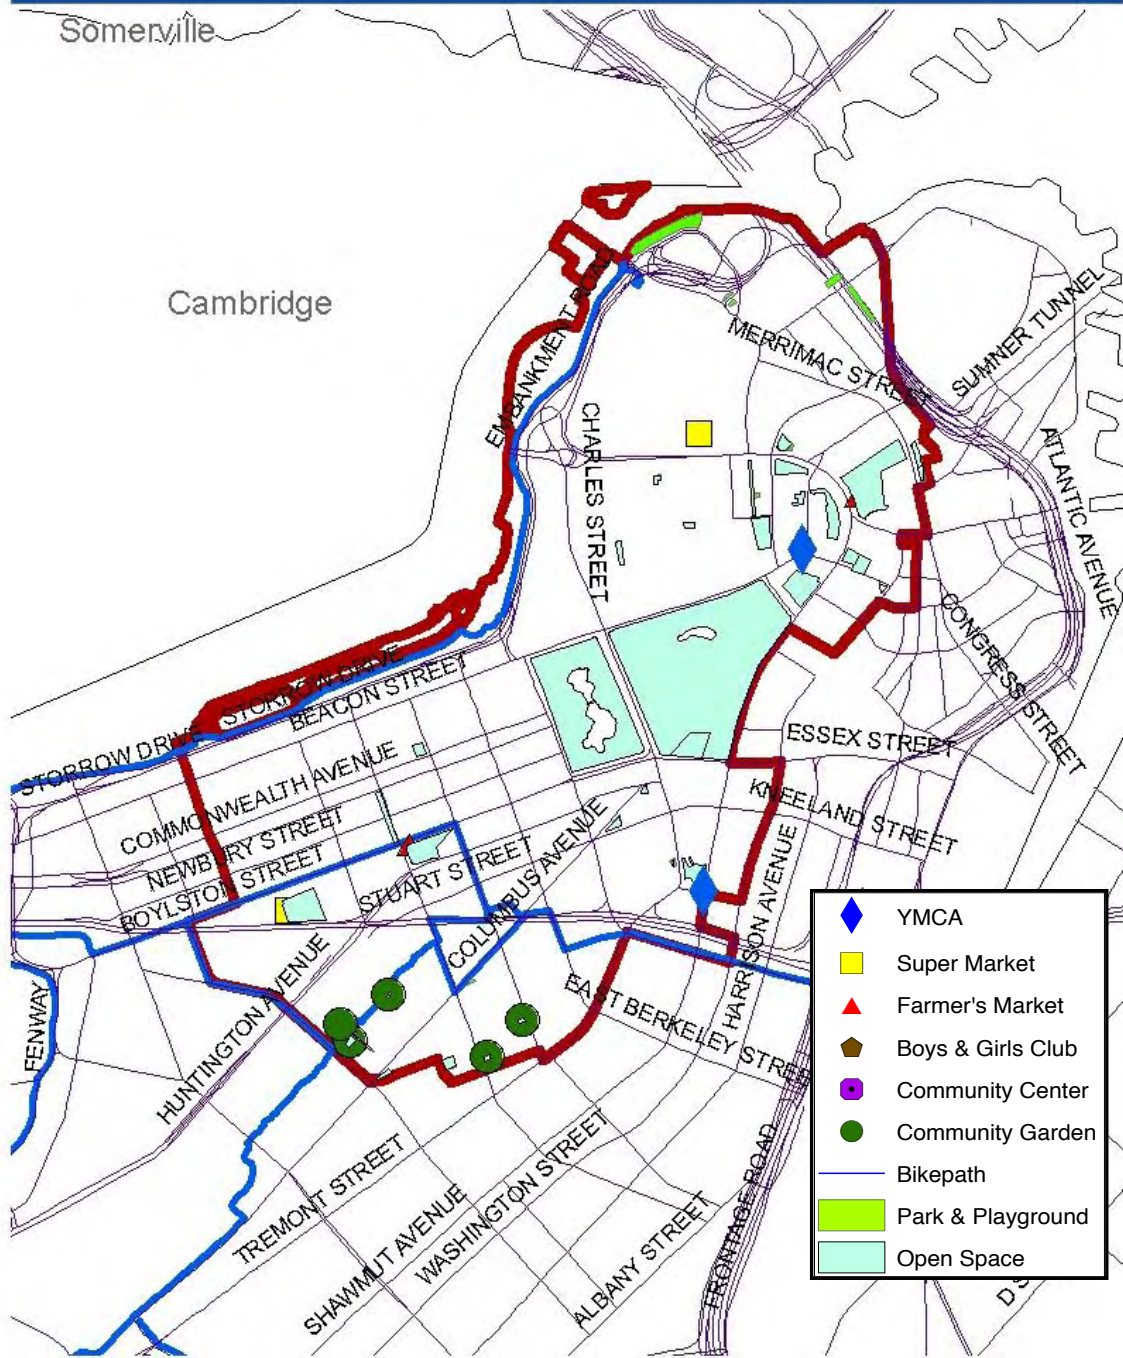 Somerville
Cambridge
EMBANKMENT ROAD
MERRIMAC STREET
SUMNER TUNNEL
CHARLES STREET
ATLANTIC AVENUE
CONGRESS STREET
STORROW DRIVE
STORROW DRIVE
BEACON STREET
ESSEX STREET
COMMONWEALTH AVENUE
KNEELAND STREET
NEWBURY STREET
BOYLSTON STREET
STUART STREET
COLUMBUS AVENUE
HARRISON AVENUE
HUNTINGTON AVENUE
FENWAY
EAST BERKELEY STREE
TREMONT STREET
SHAWMUT AVENUE
WASHINGTON STREET
ALBANY STREET
FRONTAGE ROAD
D S
YMCA
Super Market
Farmer's Market
Boys & Girls Club
Community Center
Community Garden
Bikepath
Park & Playground
Open Space